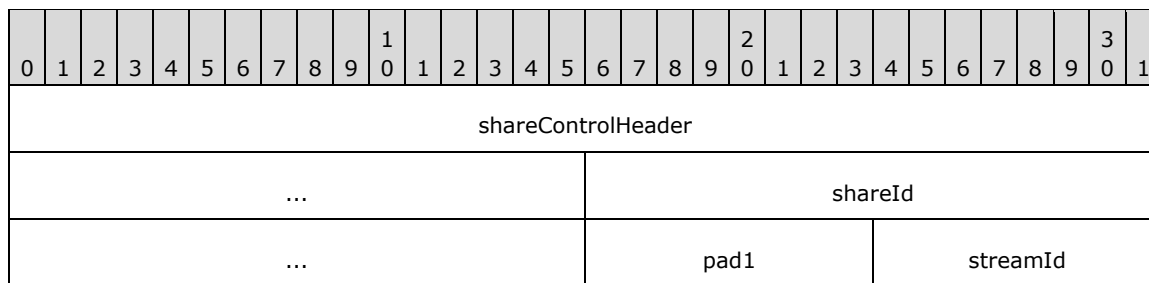 0 1 2 3 4 5 6 7 8 9 1 0 1 2 3 4 5 6 7 8 9 2 0 1 2 3 4 5 6 7 8 9 3 0 1
shareControlHeader
... shareId
... pad1 streamId